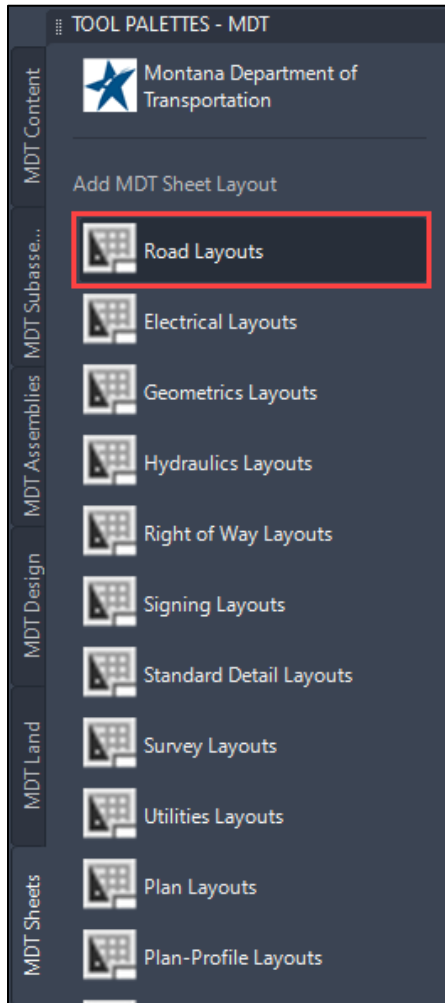 TOOL PALETTES - MDT
Montana Department of
Transportation
Add MDT Sheet Layout
Road Layouts
Electrical Layouts
Geometrics Layouts
Hydraulics Layouts
Right of Way Layouts
Signing Layouts
Standard Detail Layouts
Survey Layouts
Utilities Layouts
Plan Layouts
Plan-Profile Layouts
MDT Content
MDT Subasse...
MDT Assemblies
MDT Design
MDT Land
MDT Sheets